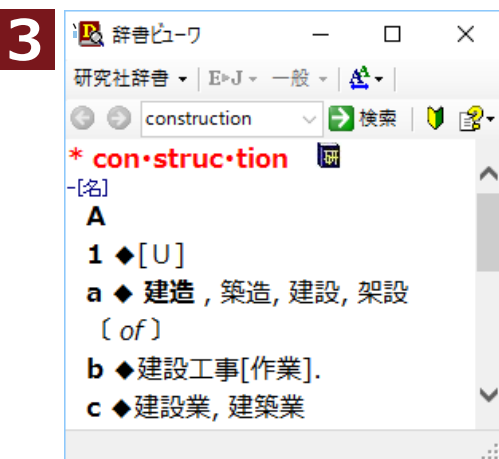 3
辞書ビューワ
研究社辞書 E▸J 一般 A
construction 検索
* con・struc・tion 研
-[名]
A
1 ◆[U]
a ◆ 建造 , 築造, 建設, 架設
〔 of 〕
b ◆建設工事[作業].
c ◆建設業, 建築業